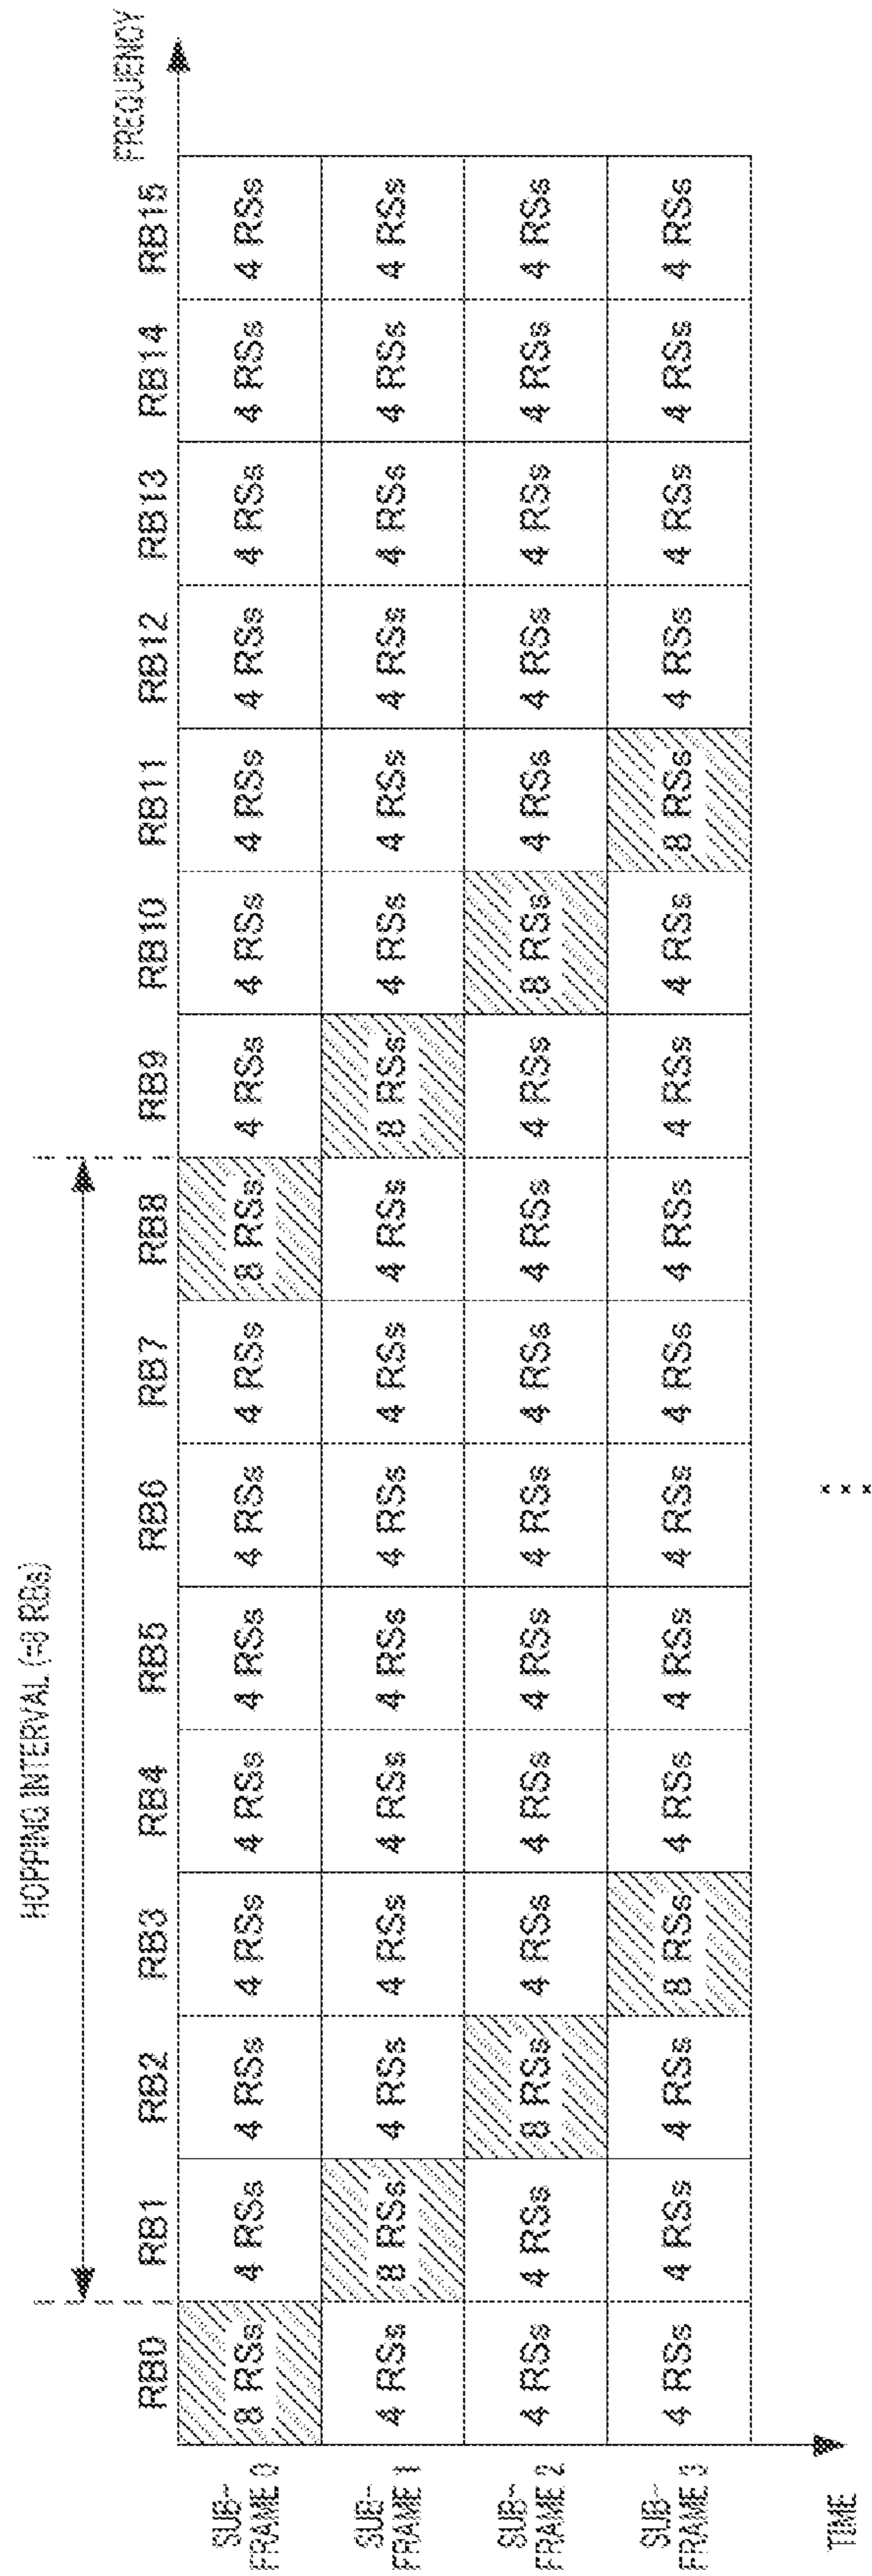 HOPPING INTERVAL (=8 RBs)
FREQUENCY
RB0 RB1 RB2 RB3 RB4 RB5 RB6 RB7 RB8 RB9 RB10 RB11 RB12 RB13 RB14 RB15
SUB-
FRAME 0
8 RSs 4 RSs 4 RSs 4 RSs 4 RSs 4 RSs 4 RSs 4 RSs 8 RSs 4 RSs 4 RSs 4 RSs 4 RSs 4 RSs 4 RSs 4 RSs
SUB-
FRAME 1
4 RSs 8 RSs 4 RSs 4 RSs 4 RSs 4 RSs 4 RSs 4 RSs 4 RSs 8 RSs 4 RSs 4 RSs 4 RSs 4 RSs 4 RSs 4 RSs
SUB-
FRAME 2
4 RSs 4 RSs 8 RSs 4 RSs 4 RSs 4 RSs 4 RSs 4 RSs 4 RSs 4 RSs 8 RSs 4 RSs 4 RSs 4 RSs 4 RSs 4 RSs
SUB-
FRAME 3
4 RSs 4 RSs 4 RSs 8 RSs 4 RSs 4 RSs 4 RSs 4 RSs 4 RSs 4 RSs 4 RSs 8 RSs 4 RSs 4 RSs 4 RSs 4 RSs
TIME